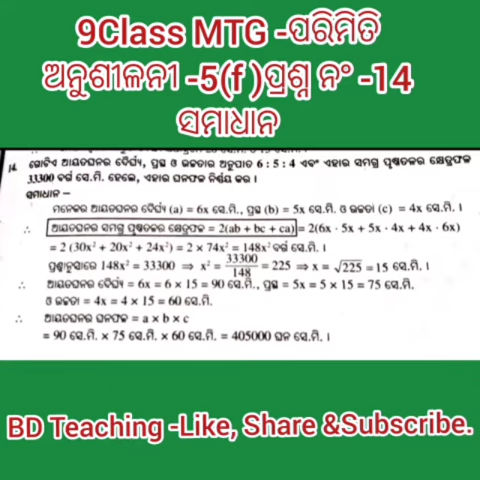 9Class MTG -ପରିମିତି
ଅନୁଶୀଳନୀ -5(f )ପ୍ରଶ୍ନ ନଂ -14
ସମାଧାନ
14. ଗୋଟିଏ ଆୟତଘନର ଦୈର୍ଘ୍ୟ, ପ୍ରସ୍ଥ ଓ ଉଚ୍ଚତାର ଅନୁପାତ 6 : 5 : 4 ଏବଂ ଏହାର ସମଗ୍ର ପୃଷ୍ଠତଳର କ୍ଷେତ୍ରଫଳ
33300 ବର୍ଗ ସେ.ମି. ହେଲେ, ଏହାର ଘନଫଳ ନିର୍ଣ୍ଣୟ କର ।
ସମାଧାନ –
ମନେକର ଆୟତଘନର ଦୈର୍ଘ୍ୟ (a) = 6x ସେ.ମି., ପ୍ରସ୍ଥ (b) = 5x ସେ.ମି. ଓ ଉଚ୍ଚତା (c) = 4x ସେ.ମି. ।
∴ ଆୟତଘନର ସମଗ୍ର ପୃଷ୍ଠତଳର କ୍ଷେତ୍ରଫଳ = 2(ab + bc + ca) = 2(6x · 5x + 5x · 4x + 4x · 6x)
= 2 (30x² + 20x² + 24x²) = 2 × 74x² = 148x² ବର୍ଗ ସେ.ମି. ।
ପ୍ରଶ୍ନାନୁସାରେ 148x² = 33300 ⇒ x² = 33300/148 = 225 ⇒ x = √225 = 15 ସେ.ମି. ।
∴ ଆୟତଘନର ଦୈର୍ଘ୍ୟ = 6x = 6 × 15 = 90 ସେ.ମି., ପ୍ରସ୍ଥ = 5x = 5 × 15 = 75 ସେ.ମି.
ଓ ଉଚ୍ଚତା = 4x = 4 × 15 = 60 ସେ.ମି.
∴ ଆୟତଘନର ଘନଫଳ = a × b × c
= 90 ସେ.ମି. × 75 ସେ.ମି. × 60 ସେ.ମି. = 405000 ଘନ ସେ.ମି. ।
BD Teaching -Like, Share &Subscribe.